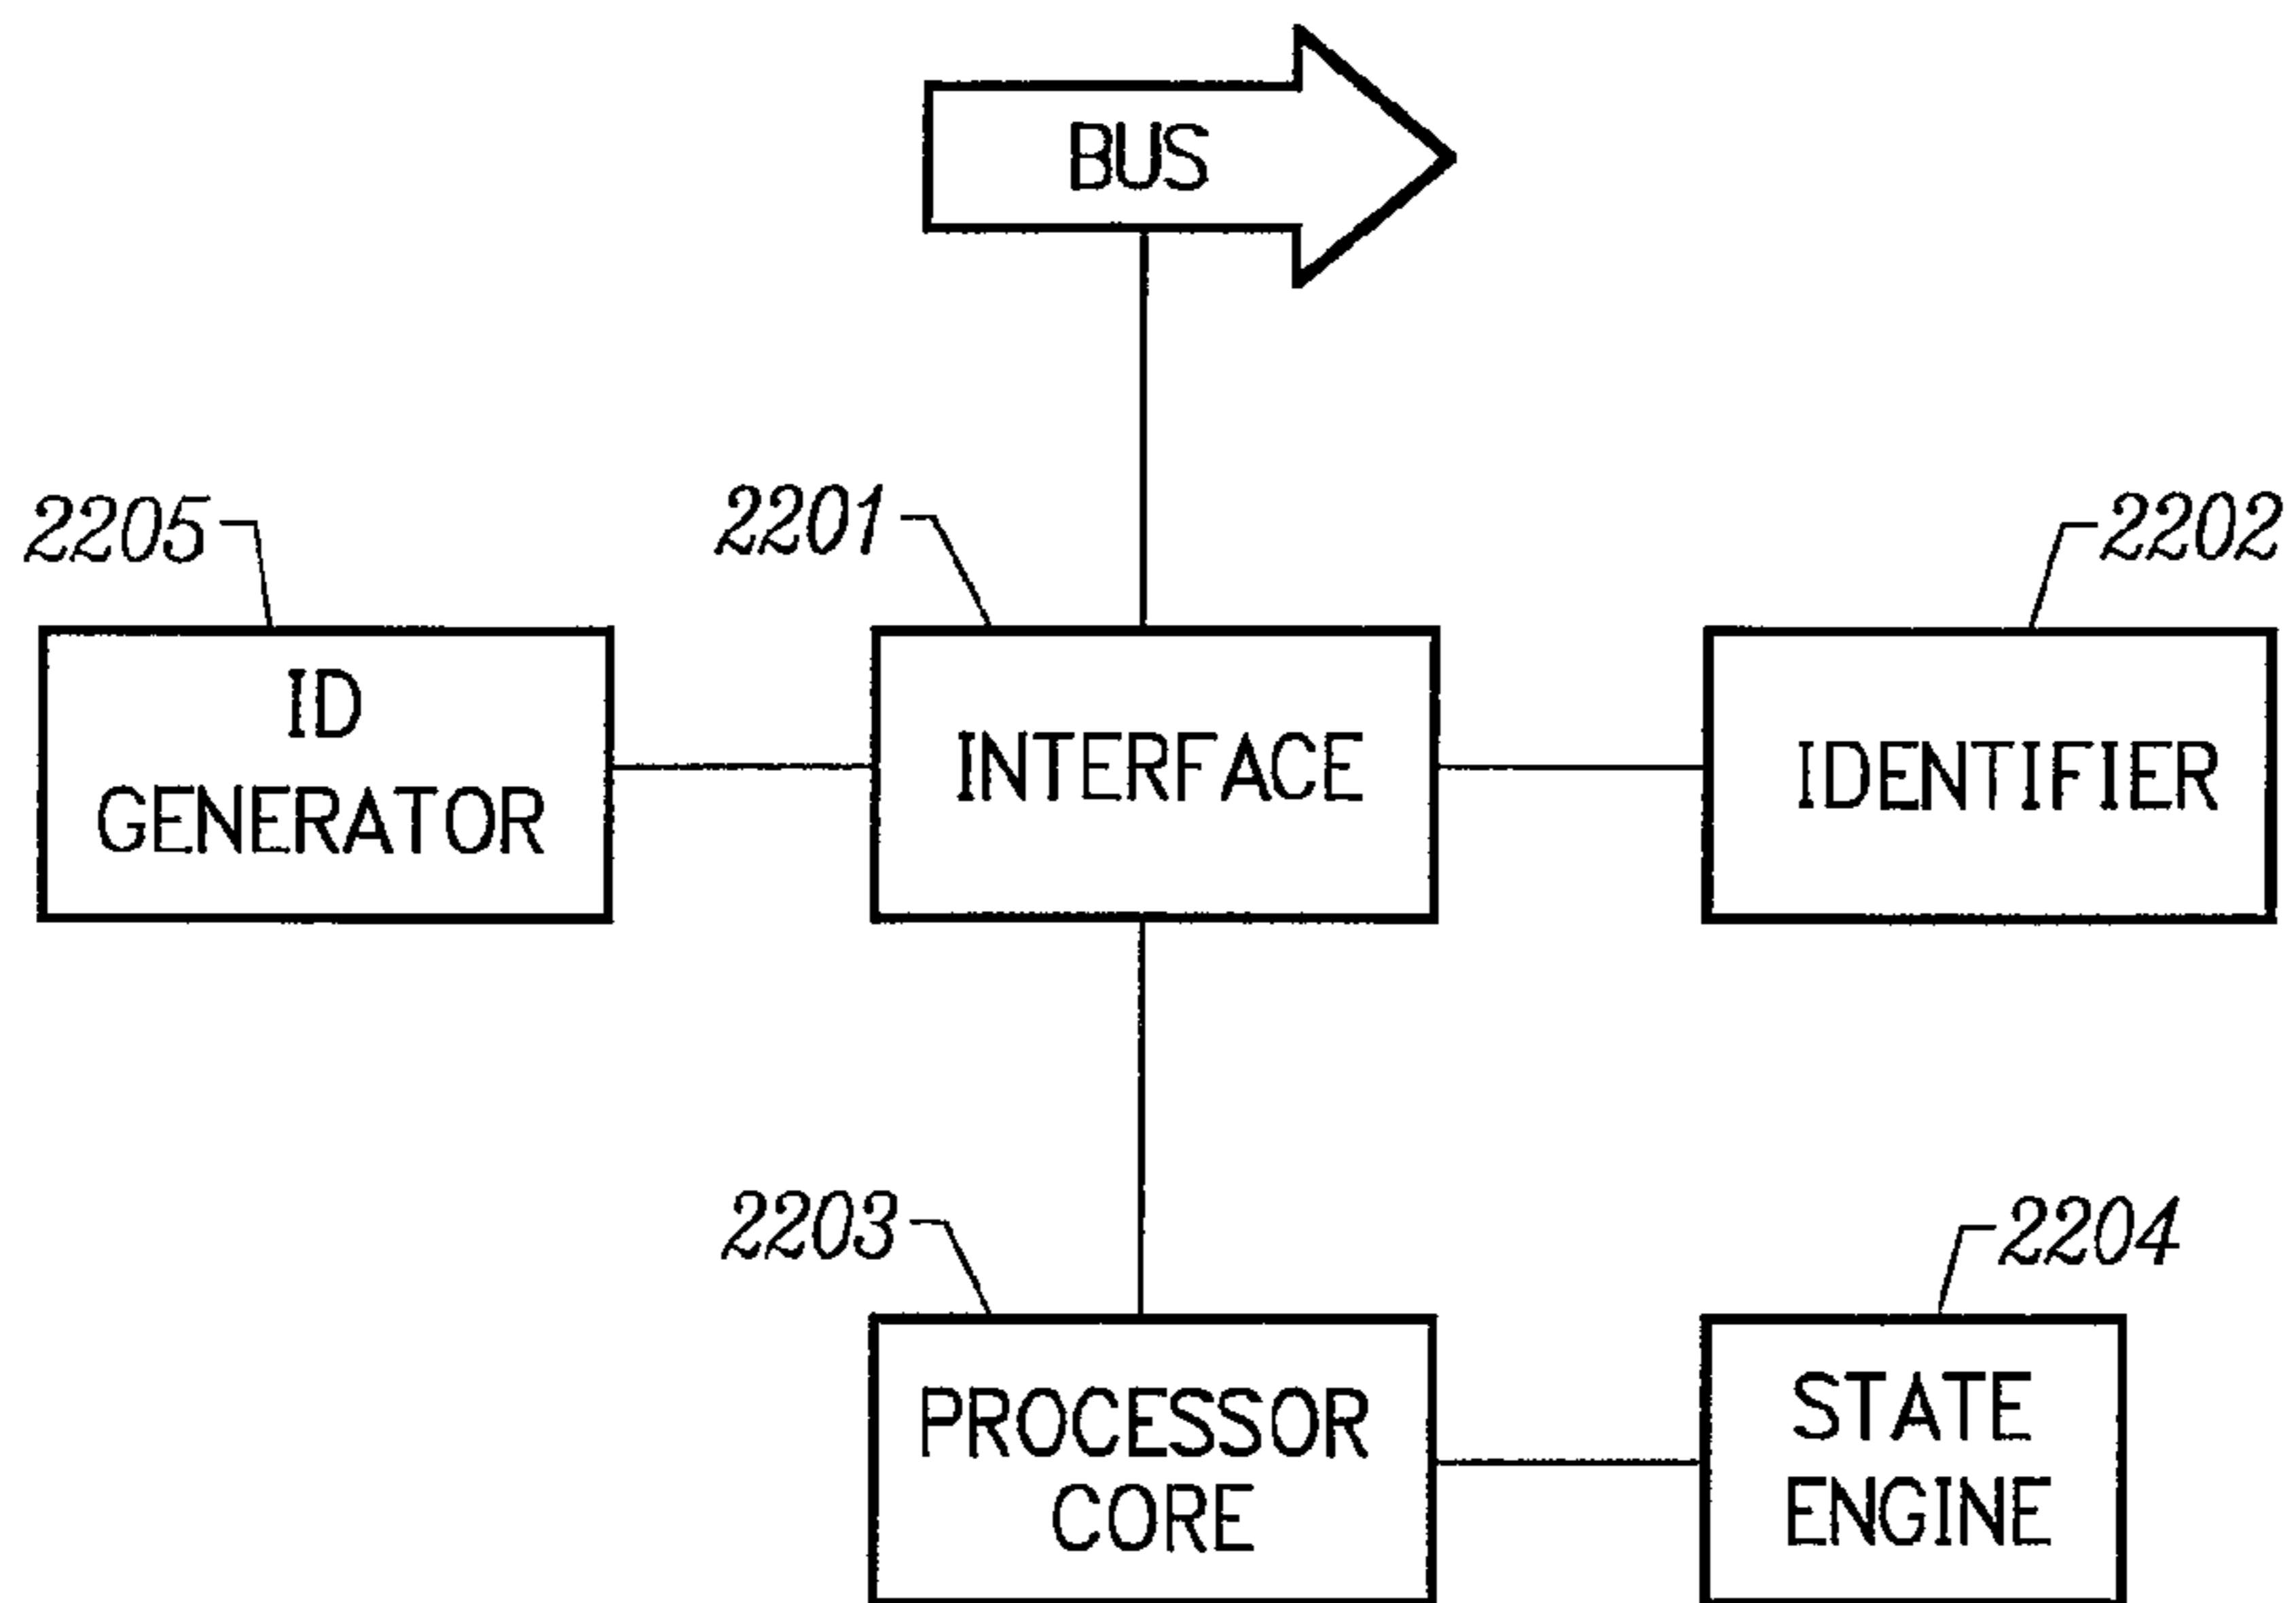 BUS
2205
2201
2202
ID
GENERATOR
INTERFACE
IDENTIFIER
2203
2204
PROCESSOR
CORE
STATE
ENGINE